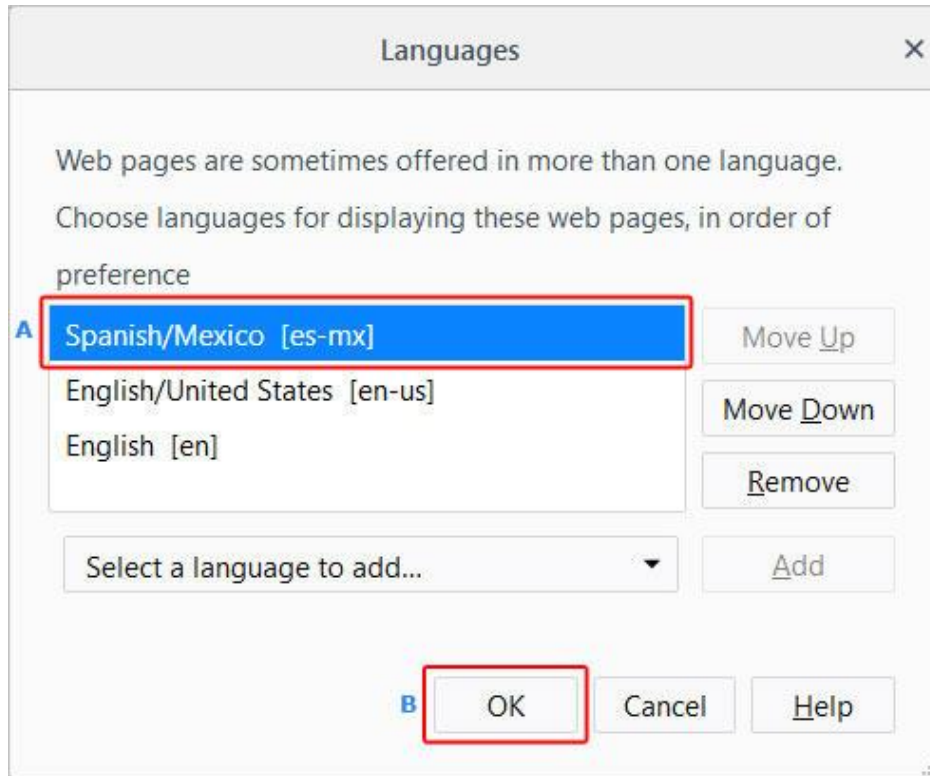 Languages
Web pages are sometimes offered in more than one language.
Choose languages for displaying these web pages, in order of
preference
A
Spanish/Mexico [es-mx]
Move Up
English/United States [en-us]
Move Down
English [en]
Remove
Select a language to add...
Add
B
OK
Cancel
Help